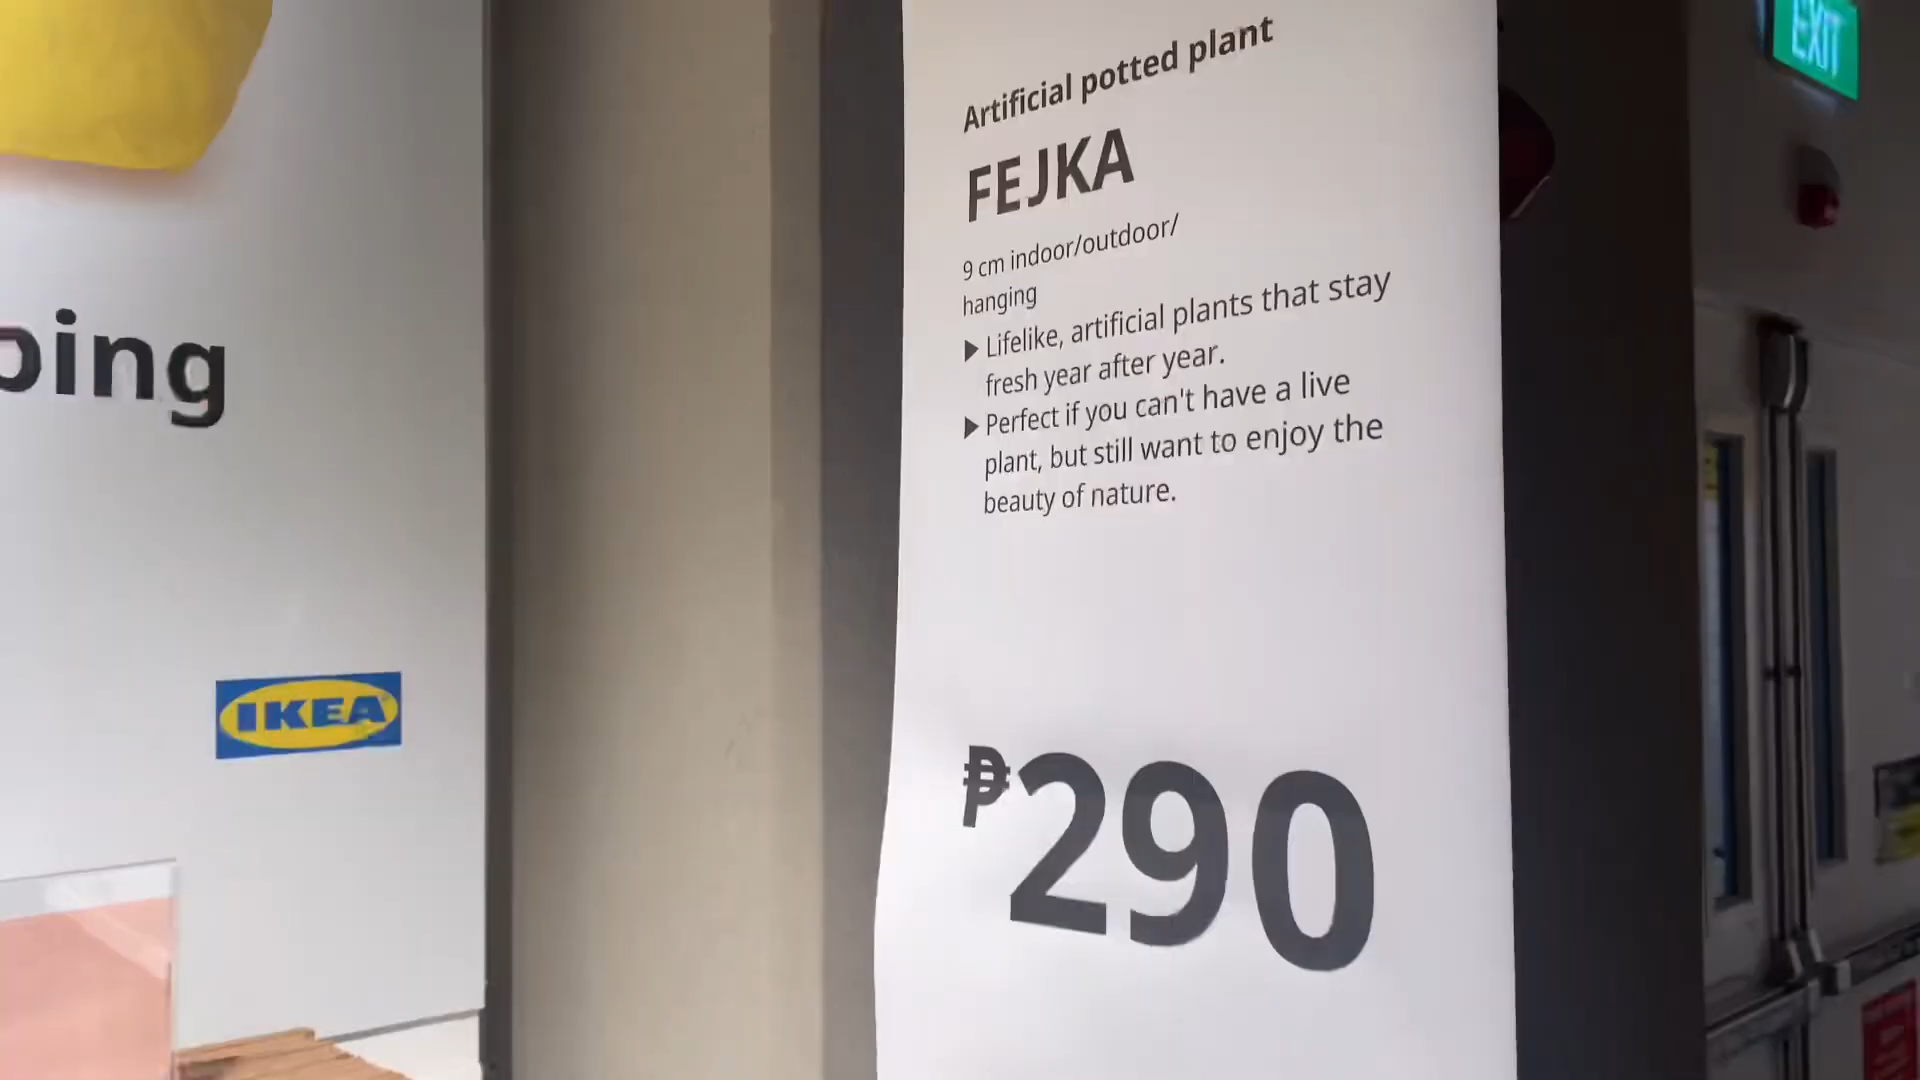 EXIT
Artificial potted plant
FEJKA
9 cm indoor/outdoor/
hanging
▶ Lifelike, artificial plants that stay
fresh year after year.
▶ Perfect if you can't have a live
plant, but still want to enjoy the
beauty of nature.
₱290
ping
IKEA